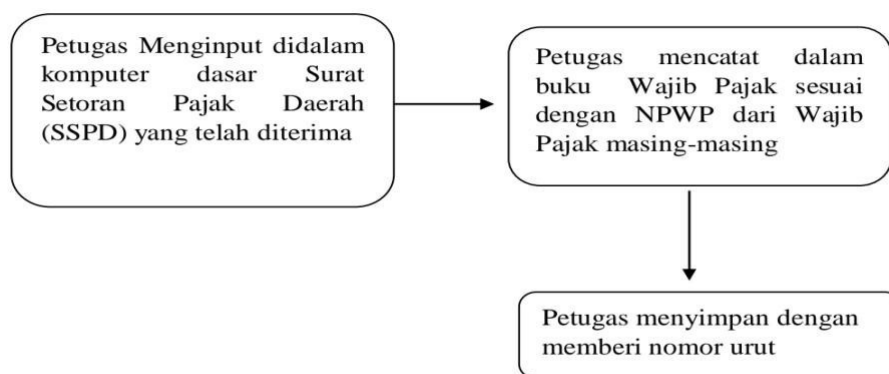 Petugas Menginput didalam
komputer dasar Surat
Setoran Pajak Daerah
(SSPD) yang telah diterima
Petugas mencatat dalam
buku Wajib Pajak sesuai
dengan NPWP dari Wajib
Pajak masing-masing
Petugas menyimpan dengan
memberi nomor urut